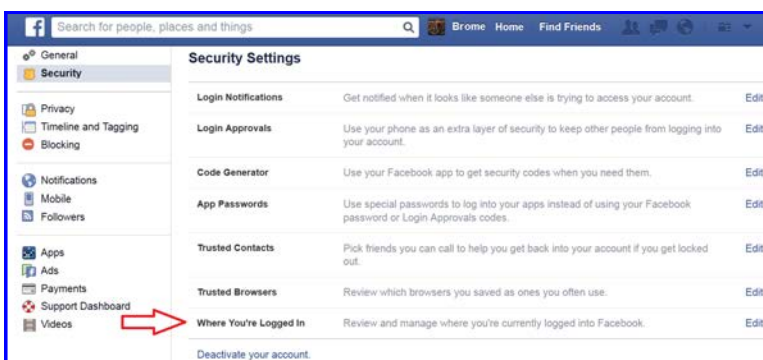 f Search for people, places and things Brome Home Find Friends
General
Security
Privacy
Timeline and Tagging
Blocking
Notifications
Mobile
Followers
Apps
Ads
Payments
Support Dashboard
Videos
Security Settings
Login Notifications Get notified when it looks like someone else is trying to access your account. Edit
Login Approvals Use your phone as an extra layer of security to keep other people from logging into Edit
your account.
Code Generator Use your Facebook app to get security codes when you need them. Edit
App Passwords Use special passwords to log into your apps instead of using your Facebook Edit
password or Login Approvals codes.
Trusted Contacts Pick friends you can call to help you get back into your account if you get locked Edit
out.
Trusted Browsers Review which browsers you saved as ones you often use. Edit
Where You're Logged In Review and manage where you're currently logged into Facebook. Edit
Deactivate your account.